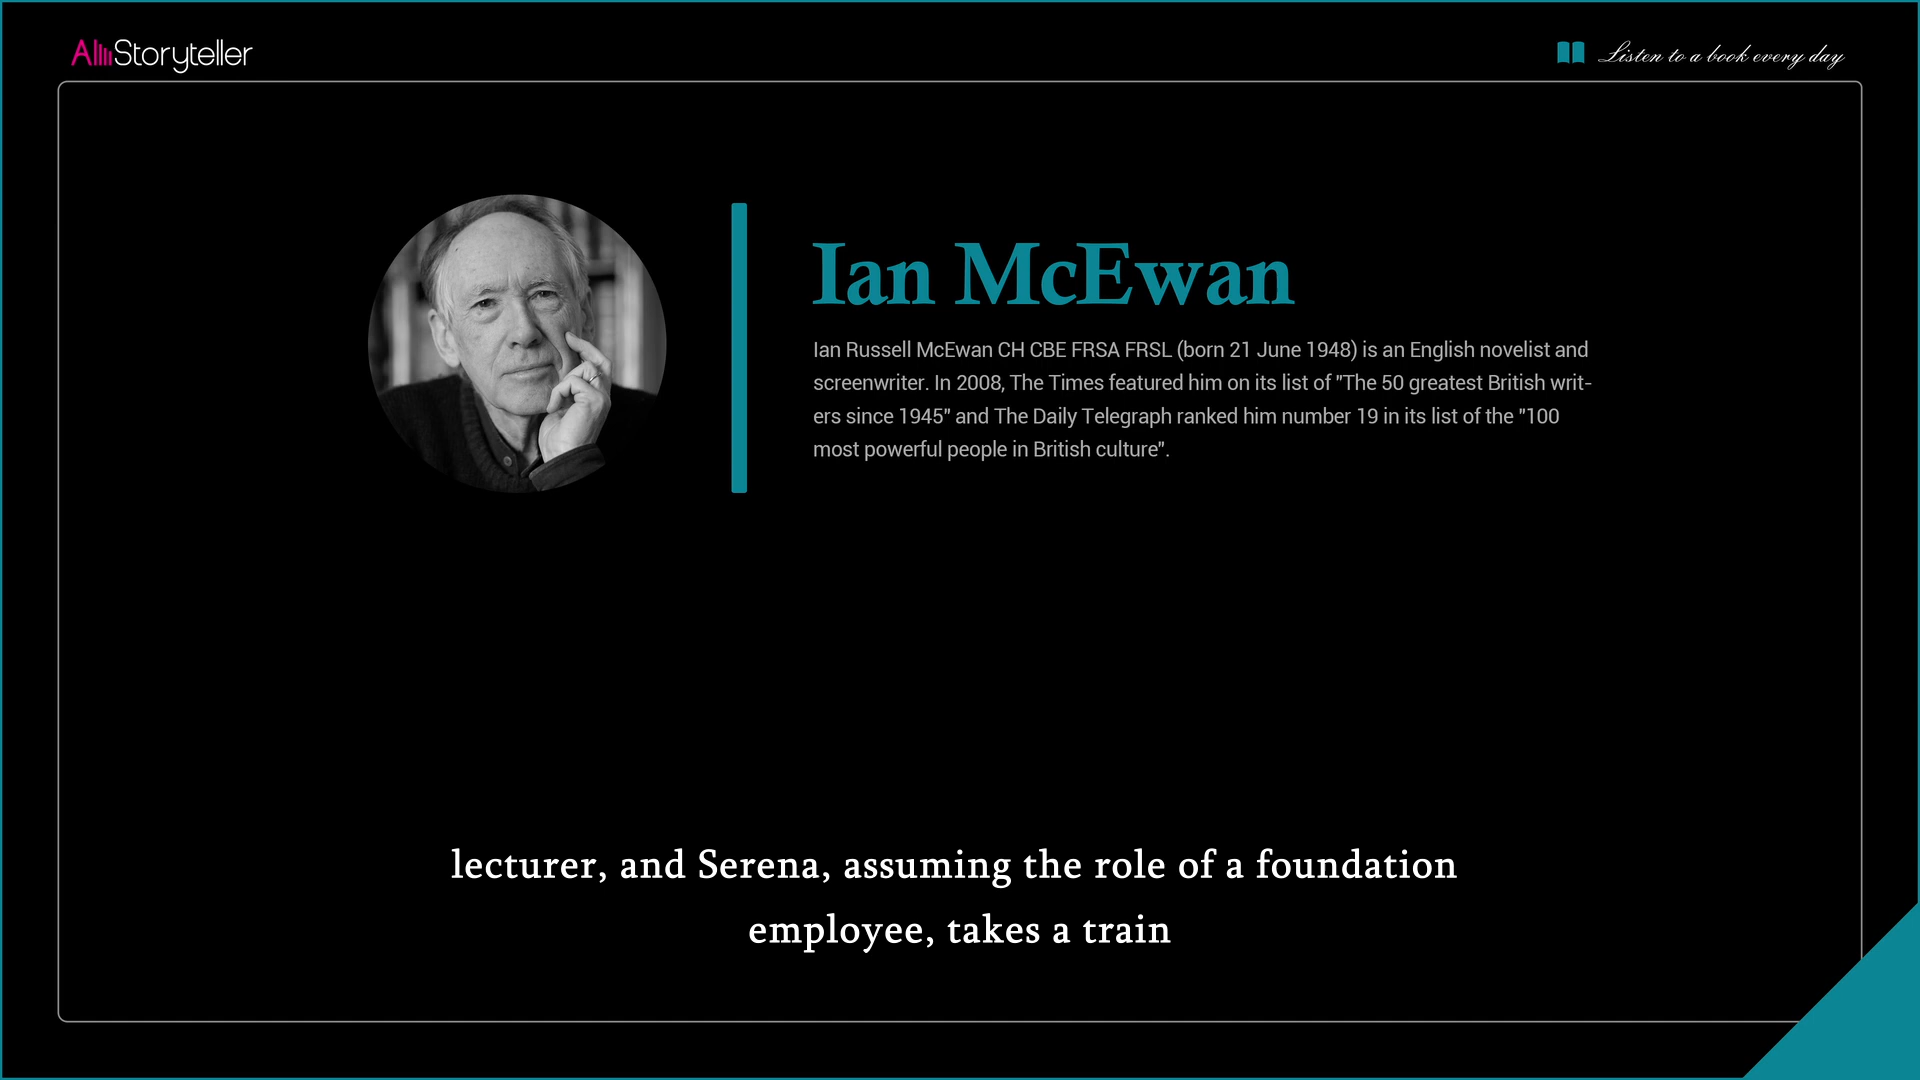 AllStoryteller
Listen to a book every day
Ian McEwan
Ian Russell McEwan CH CBE FRSA FRSL (born 21 June 1948) is an English novelist and
screenwriter. In 2008, The Times featured him on its list of "The 50 greatest British writ-
ers since 1945" and The Daily Telegraph ranked him number 19 in its list of the "100
most powerful people in British culture".
lecturer, and Serena, assuming the role of a foundation
employee, takes a train